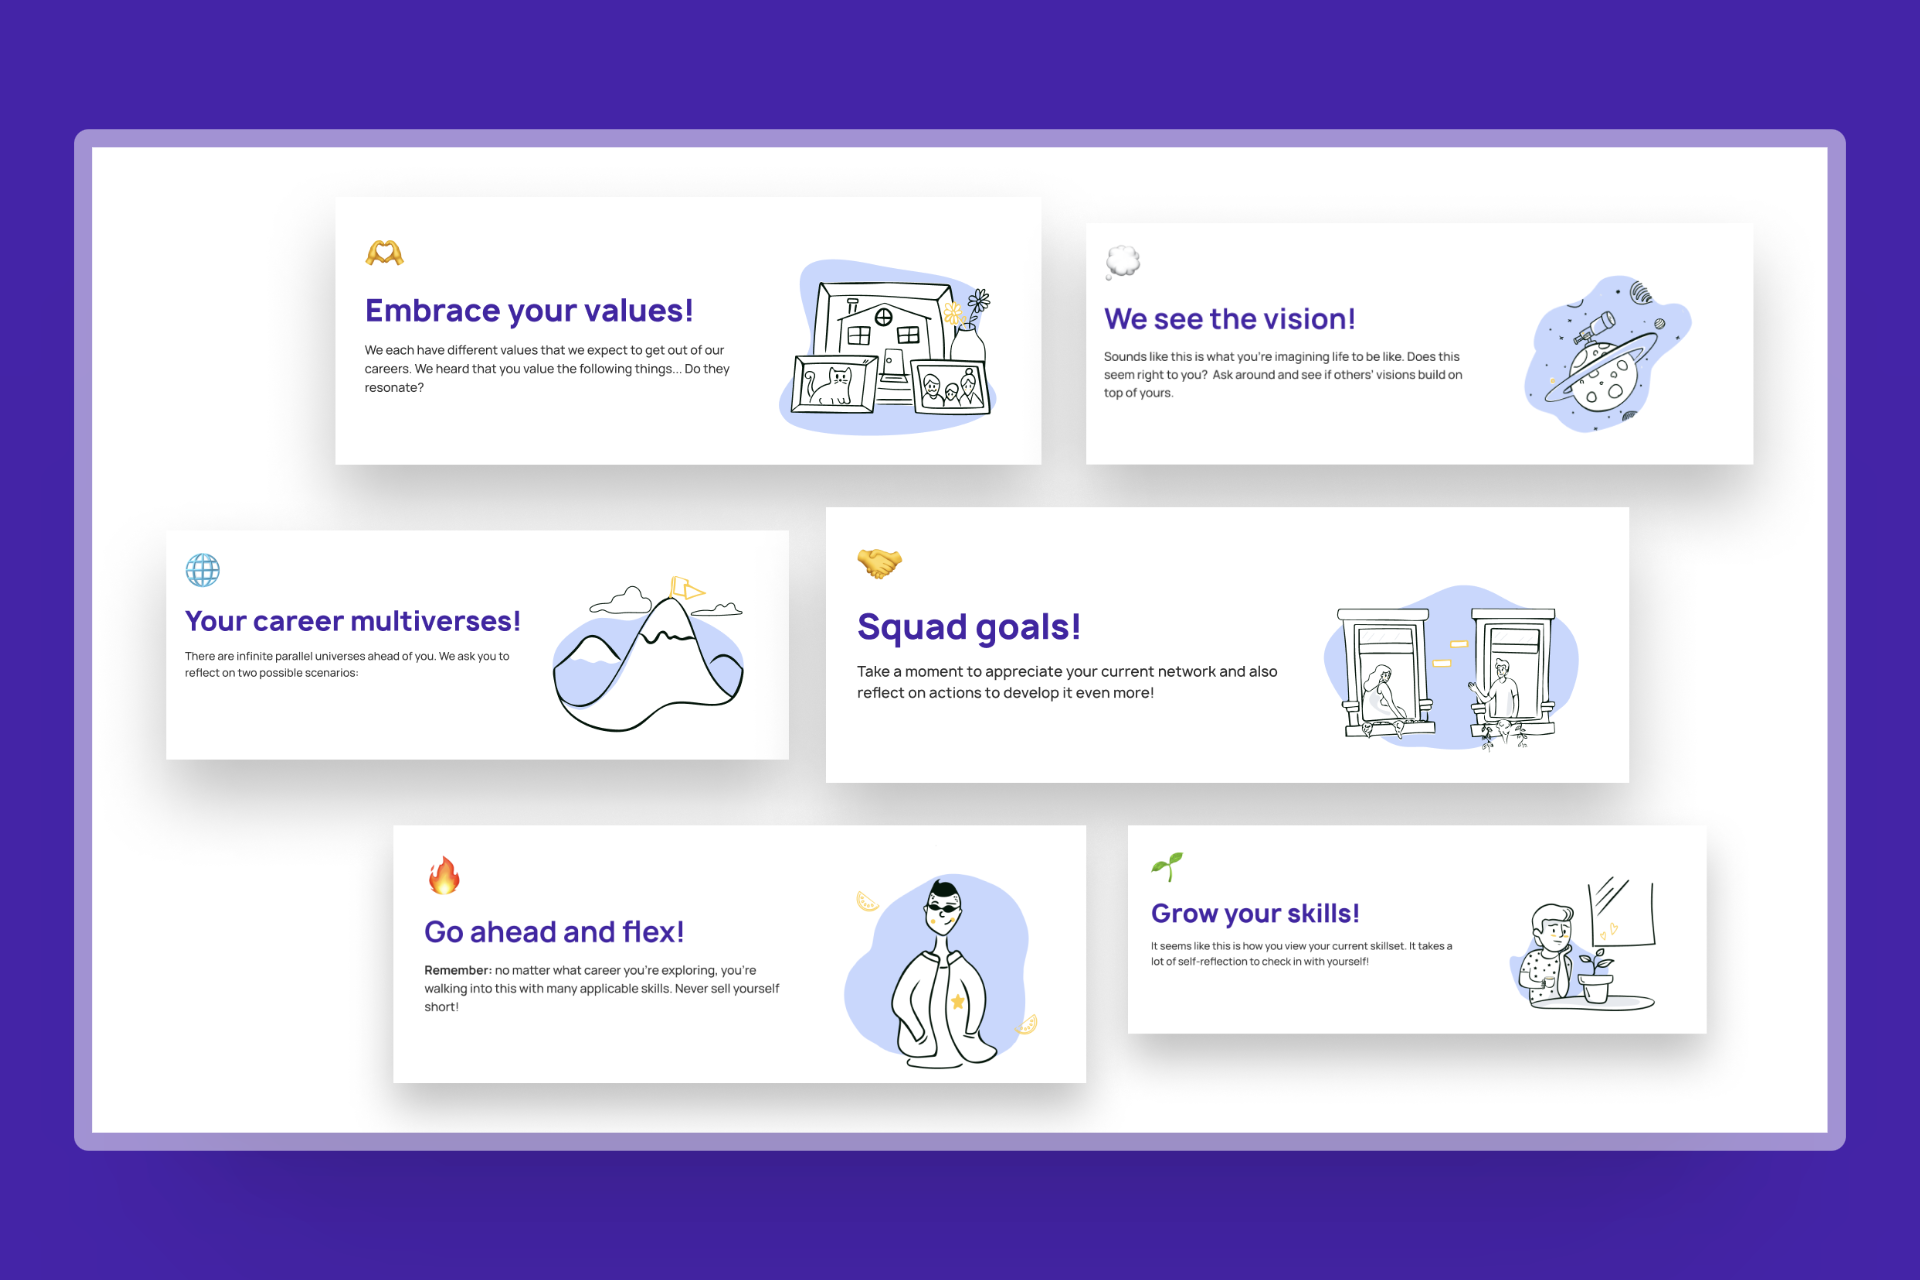 Embrace your values!
We each have different values that we expect to get out of our
careers. We heard that you value the following things... Do they
resonate?
We see the vision!
Sounds like this is what you're imagining life to be like. Does this
seem right to you?  Ask around and see if others' visions build on
top of yours.
Your career multiverses!
There are infinite parallel universes ahead of you. We ask you to
reflect on two possible scenarios:
Squad goals!
Take a moment to appreciate your current network and also
reflect on actions to develop it even more!
Go ahead and flex!
Remember: no matter what career you're exploring, you're
walking into this with many applicable skills. Never sell yourself
short!
Grow your skills!
It seems like this is how you view your current skillset. It takes a
lot of self-reflection to check in with yourself!